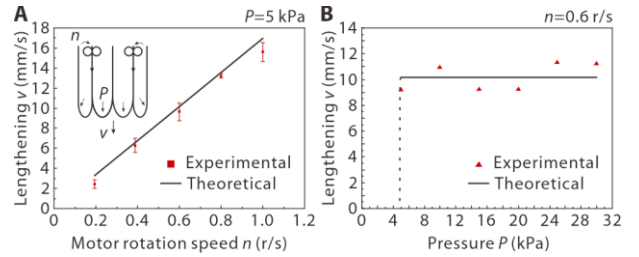 A
P=5 kPa
Lengthening v (mm/s)
18
16
14
12
10
8
6
4
2
0
n
P
v
Experimental
Theoretical
0 0.2 0.4 0.6 0.8 1.0 1.2
Motor rotation speed n (r/s)
B
n=0.6 r/s
Lengthening v (mm/s)
14
12
10
8
6
4
2
0
Experimental
Theoretical
0 4 8 12 16 20 24 28 32
Pressure P (kPa)